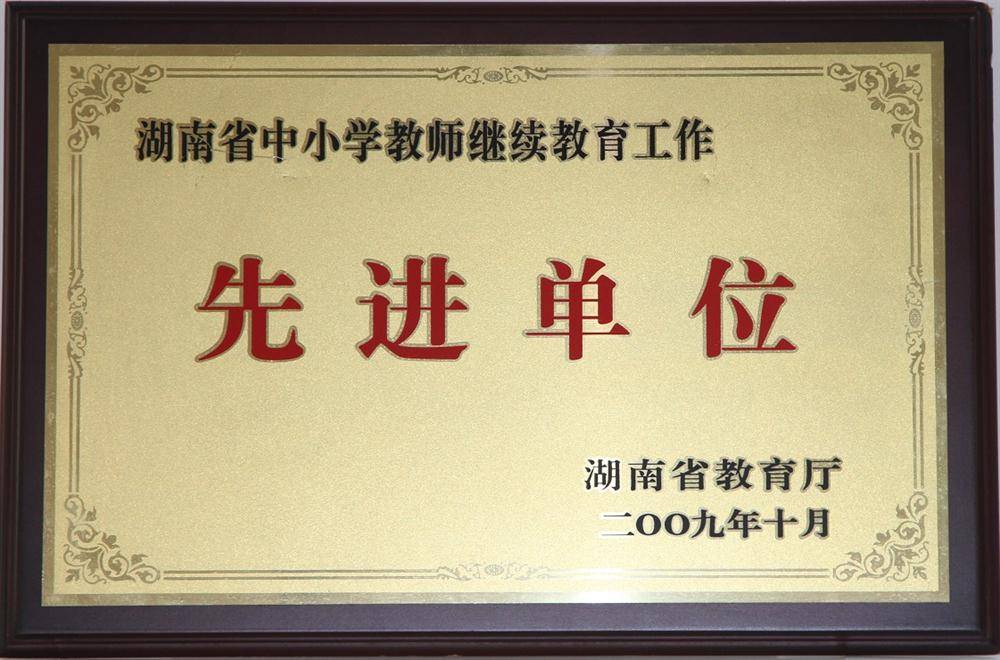 湖南省中小学教师继续教育工作
先进单位
湖南省教育厅
二OO九年十月